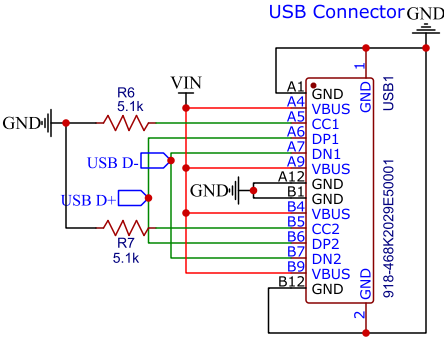 USB Connector
GND
R6
5.1k
VIN
GND
USB D-
USB D+
GND
R7
5.1k
A1
A4
A5
A6
A7
A9
A12
B1
B4
B5
B6
B7
B9
B12
GND
VBUS
CC1
DP1
DN1
VBUS
GND
GND
VBUS
CC2
DP2
DN2
VBUS
GND
1
GND
GND
2
USB1
918-468K2029E50001